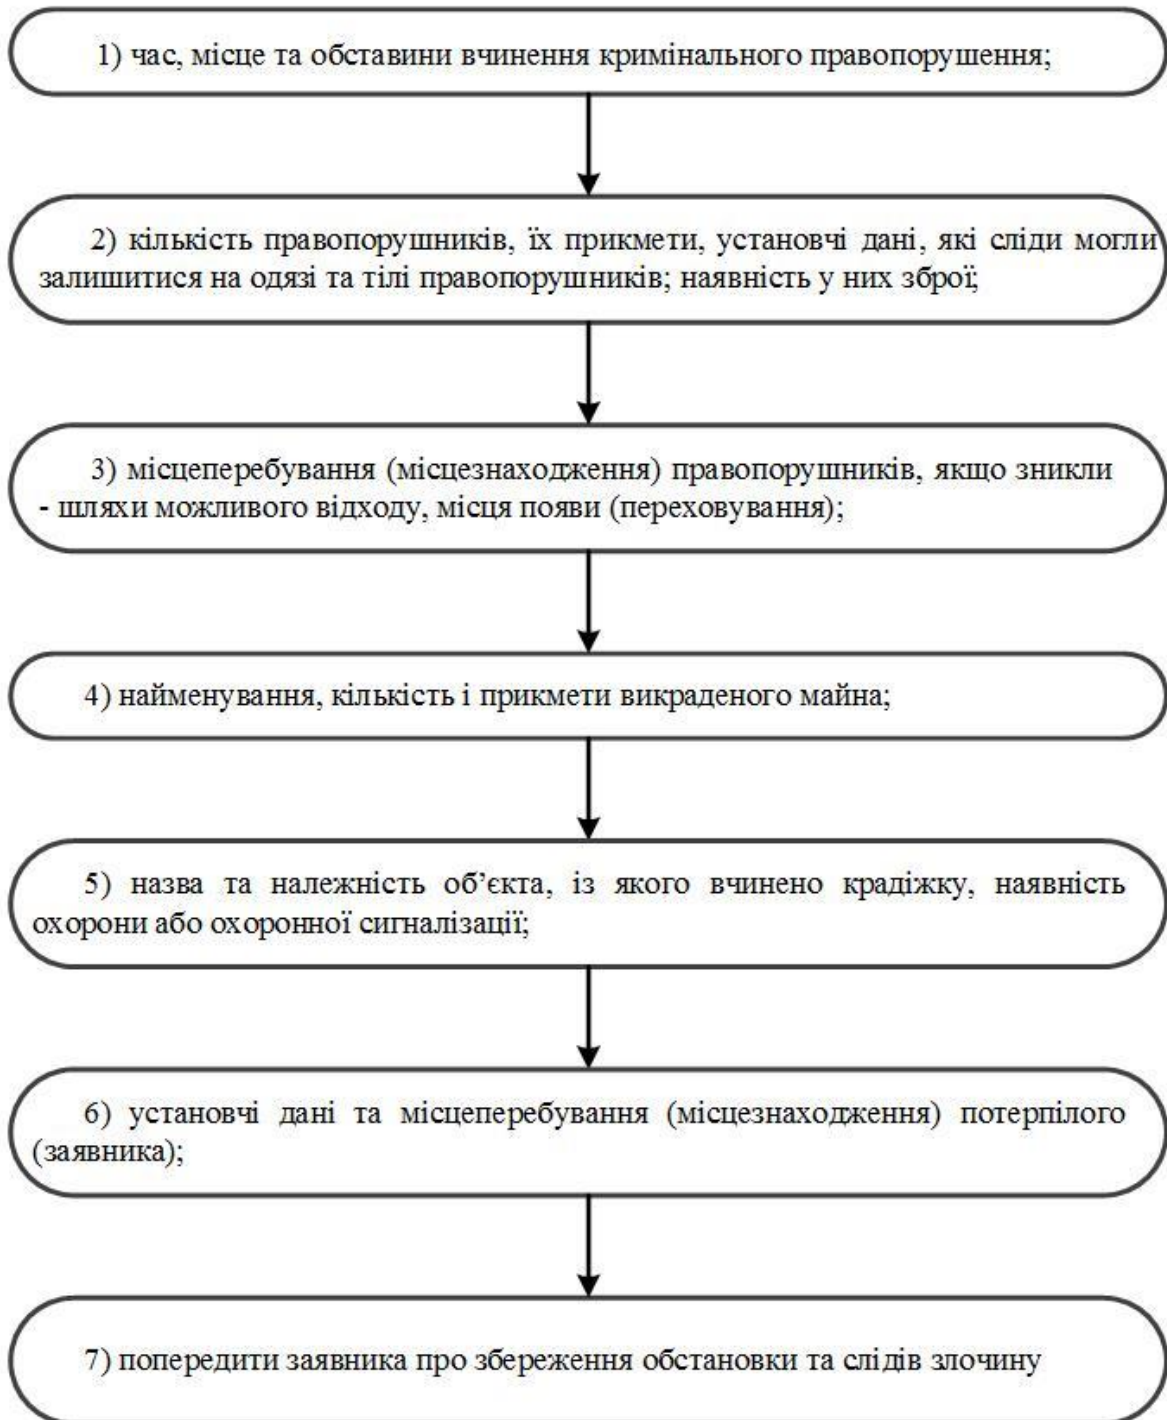 1) час, місце та обставини вчинення кримінального правопорушення;
2) кількість правопорушників, їх прикмети, установчі дані, які сліди могли
залишитися на одязі та тілі правопорушників; наявність у них зброї;
3) місцеперебування (місцезнаходження) правопорушників, якщо зникли
- шляхи можливого відходу, місця появи (переховування);
4) найменування, кількість і прикмети викраденого майна;
5) назва та належність об’єкта, із якого вчинено крадіжку, наявність
охорони або охоронної сигналізації;
6) установчі дані та місцеперебування (місцезнаходження) потерпілого
(заявника);
7) попередити заявника про збереження обстановки та слідів злочину